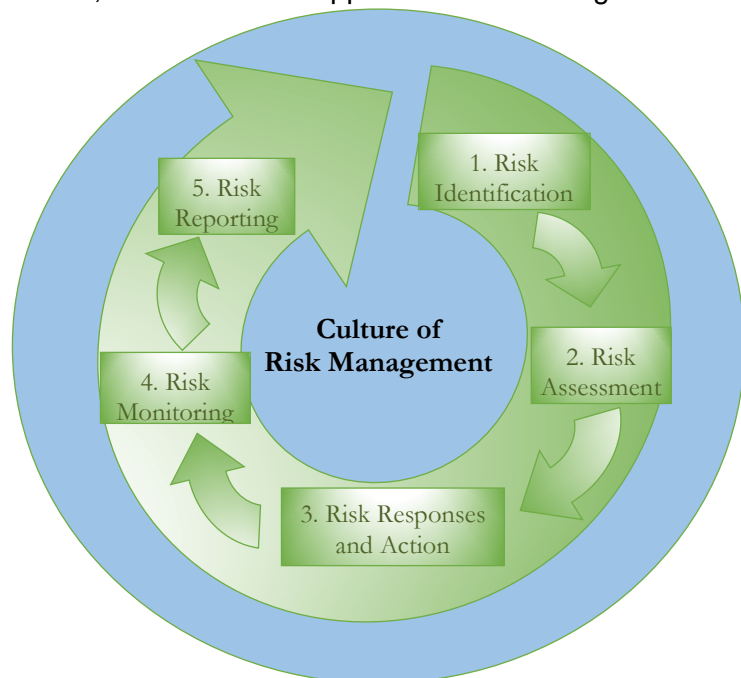 1. Risk
Identification
2. Risk
Assessment
3. Risk Responses
and Action
4. Risk
Monitoring
5. Risk
Reporting
Culture of
Risk Management